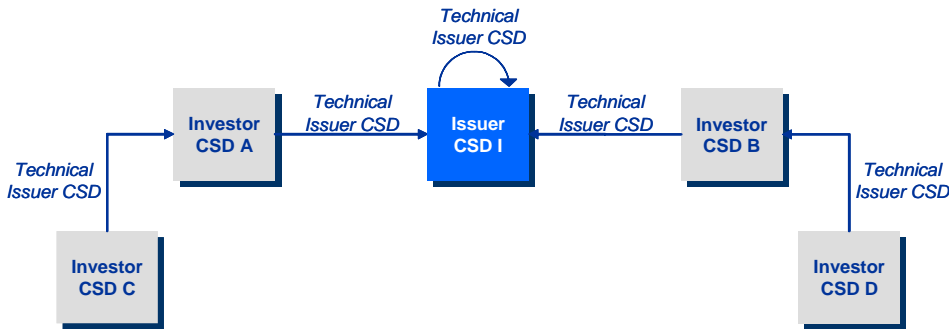 Technical
Issuer CSD
Investor
CSD A
Technical
Issuer CSD
Issuer
CSD I
Technical
Issuer CSD
Investor
CSD B
Technical
Issuer CSD
Technical
Issuer CSD
Investor
CSD C
Investor
CSD D